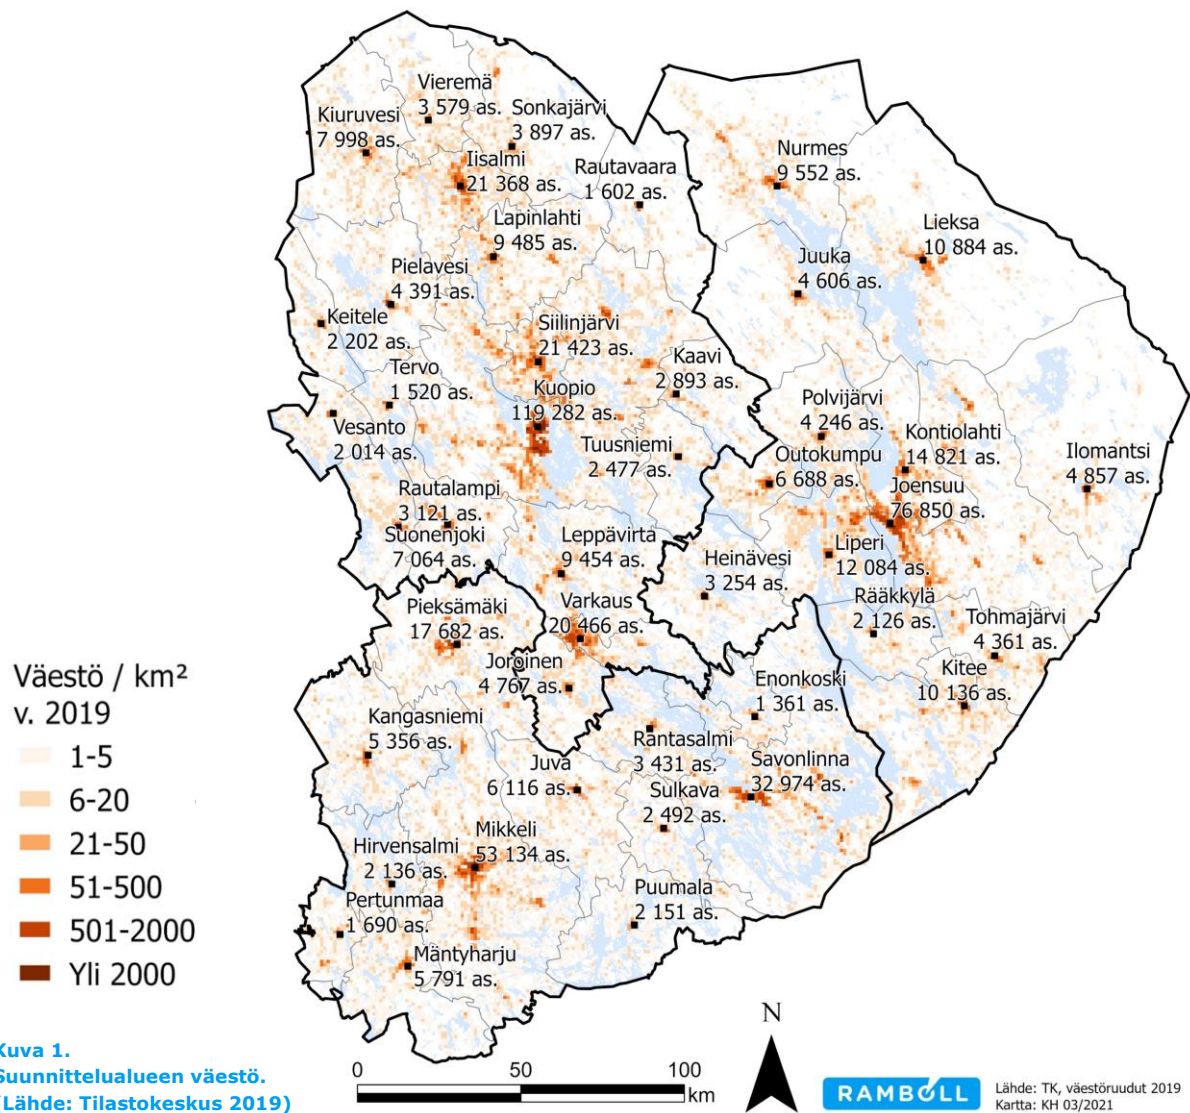 Vieremä
3 579 as.
Sonkajärvi
3 897 as.
Kiuruvesi
7 998 as.
Iisalmi
21 368 as.
Rautavaara
1 602 as.
Nurmes
9 552 as.
Lapinlahti
9 485 as.
Lieksa
10 884 as.
Juuka
4 606 as.
Pielavesi
4 391 as.
Keitele
2 202 as.
Siilinjärvi
21 423 as.
Kaavi
2 893 as.
Tervo
1 520 as.
Kuopio
119 282 as.
Polvijärvi
4 246 as.
Vesanto
2 014 as.
Kontiolahti
14 821 as.
Tuusniemi
2 477 as.
Outokumpu
6 688 as.
Ilomantsi
4 857 as.
Joensuu
76 850 as.
Rautalampi
3 121 as.
Suonenjoki
7 064 as.
Leppävirta
9 454 as.
Heinävesi
3 254 as.
Liperi
12 084 as.
Rääkkylä
2 126 as.
Pieksämäki
17 682 as.
Varkaus
20 466 as.
Tohmajärvi
4 361 as.
Joroinen
4 767 as.
Kitee
10 136 as.
Enonkoski
1 361 as.
Kangasniemi
5 356 as.
Rantasalmi
3 431 as.
Savonlinna
32 974 as.
Juva
6 116 as.
Sulkava
2 492 as.
Mikkeli
53 134 as.
Hirvensalmi
2 136 as.
Puumala
2 151 as.
Pertunmaa
1 690 as.
Mäntyharju
5 791 as.
Väestö / km²
v. 2019
1-5
6-20
21-50
51-500
501-2000
Yli 2000
Kuva 1.
Suunnittelualueen väestö.
(Lähde: Tilastokeskus 2019)
0 50 100
km
N
RAMBOLL
Lähde: TK, väestöruudut 2019
Kartta: KH 03/2021